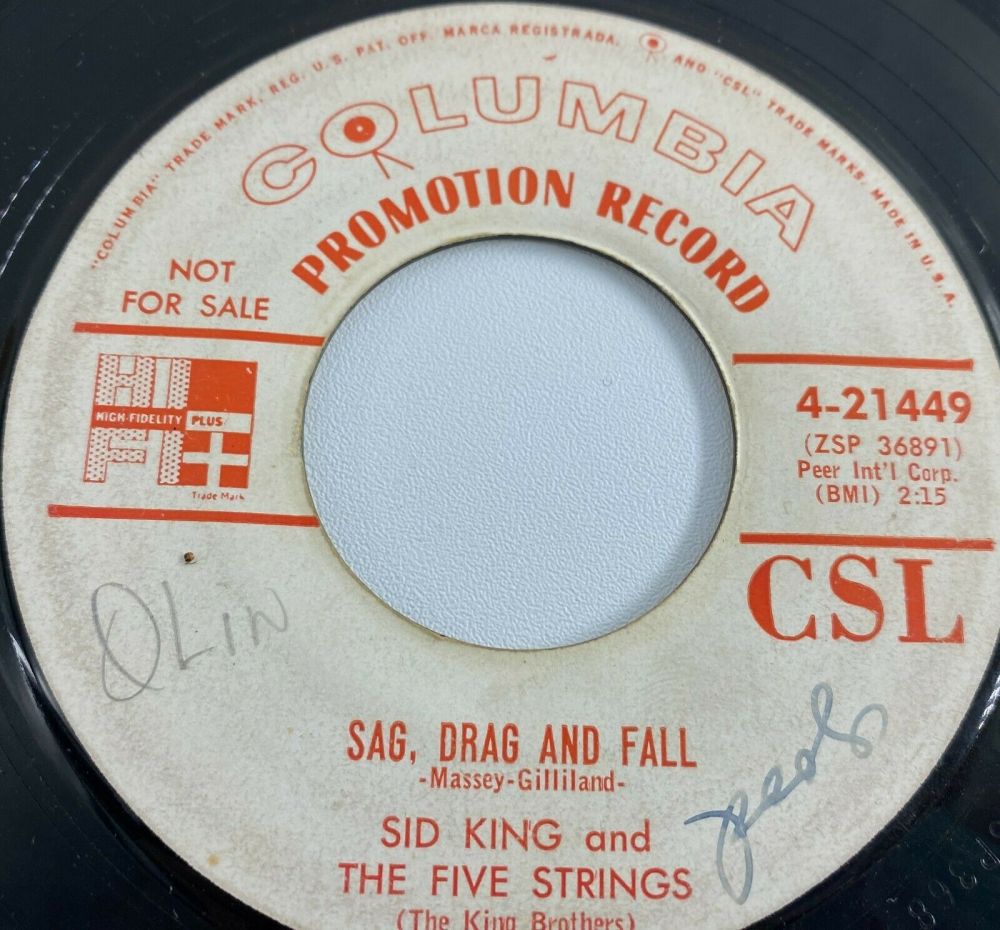 "COLUMBIA" TRADE MARK, REG. U. S. PAT. OFF. MARCA REGISTRADA. AND "CSL" TRADE MARKS. MADE IN U. S. A.
COLUMBIA
PROMOTION RECORD
NOT
FOR SALE
HI
HIGH-FIDELITY PLUS
FI
Trade Mark
4-21449
(ZSP 36891)
Peer Int'l Corp.
(BMI) 2:15
CSL
OLIN
SAG, DRAG AND FALL
-Massey-Gilliland-
SID KING and
THE FIVE STRINGS
(The King Brothers)